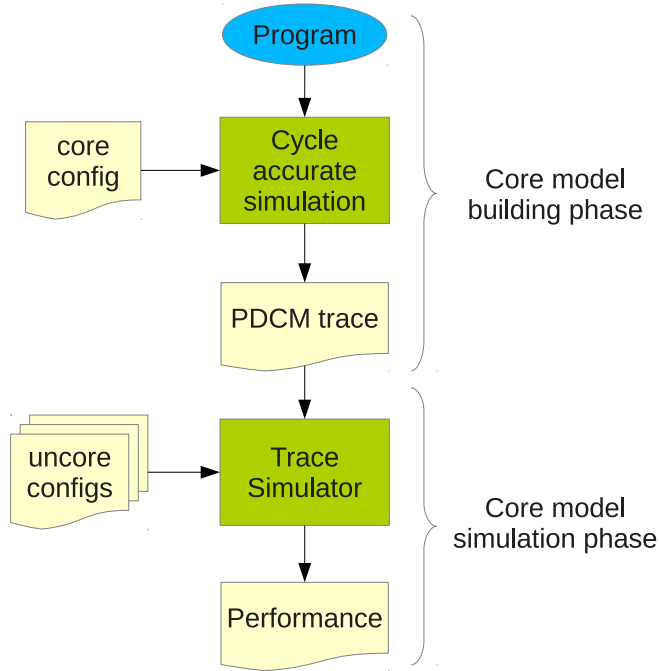 Program
core
config
Cycle
accurate
simulation
Core model
building phase
PDCM trace
uncore
configs
Trace
Simulator
Core model
simulation phase
Performance